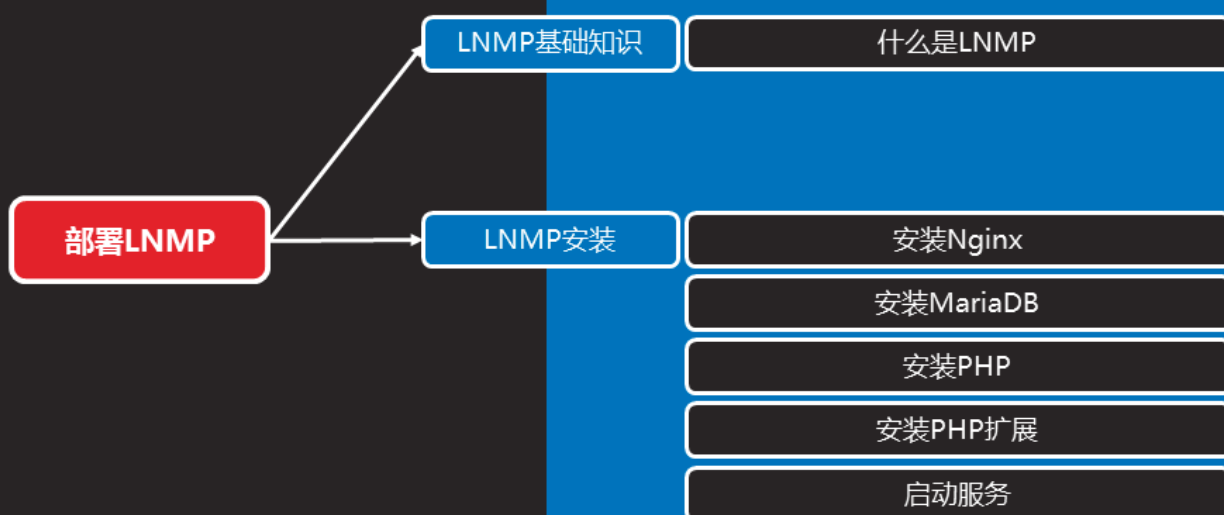 LNMP基础知识
什么是LNMP
部署LNMP
LNMP安装
安装Nginx
安装MariaDB
安装PHP
安装PHP扩展
启动服务